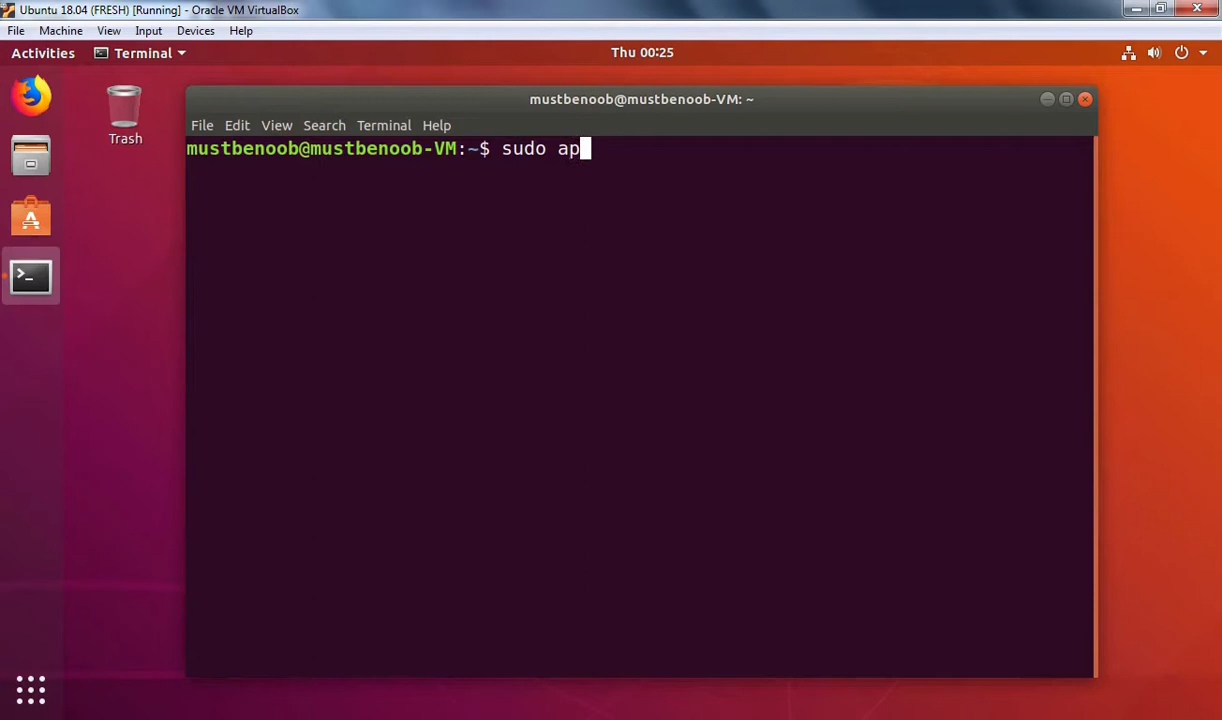 Ubuntu 18.04 (FRESH) [Running] - Oracle VM VirtualBox
File Machine View Input Devices Help
Activities Terminal Thu 00:25
Trash
mustbenoob@mustbenoob-VM: ~
File Edit View Search Terminal Help
mustbenoob@mustbenoob-VM:~$ sudo ap